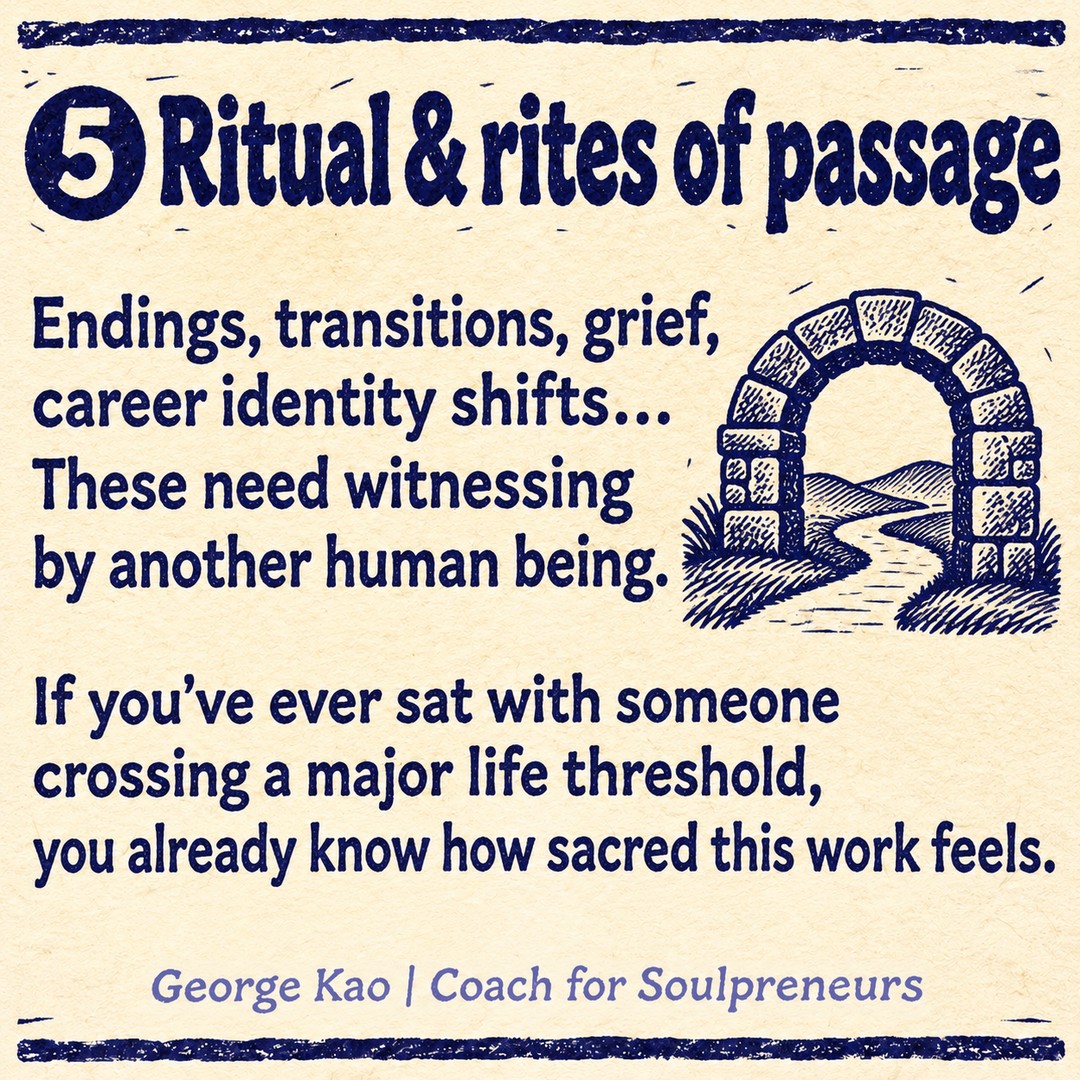 5 Ritual & rites of passage
Endings, transitions, grief,
career identity shifts...
These need witnessing
by another human being.
If you’ve ever sat with someone
crossing a major life threshold,
you already know how sacred this work feels.
George Kao | Coach for Soulpreneurs